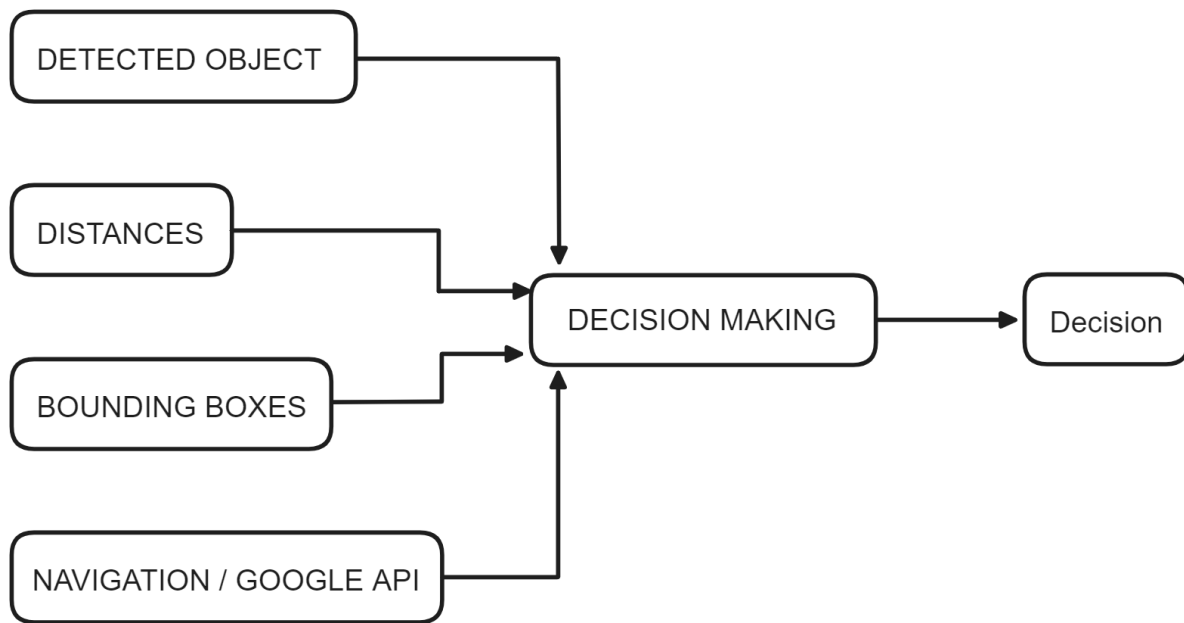 DETECTED OBJECT
DISTANCES
BOUNDING BOXES
NAVIGATION / GOOGLE API
DECISION MAKING
Decision